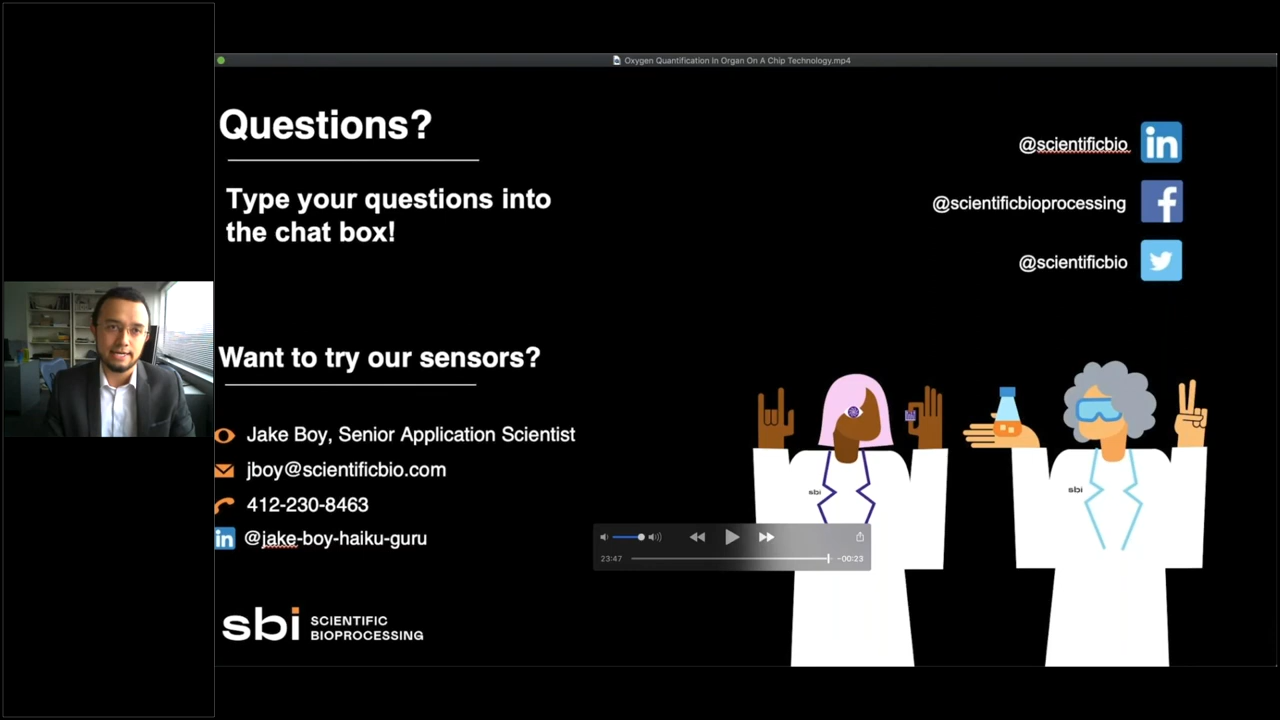 Oxygen Quantification In Organ On A Chip Technology.mp4
Questions?
Type your questions into
the chat box!
@scientificbio
in
@scientificbioprocessing
f
@scientificbio
Want to try our sensors?
Jake Boy, Senior Application Scientist
jboy@scientificbio.com
412-230-8463
in @jake-boy-haiku-guru
sbi
sbi
23:47
-00:23
sbi SCIENTIFIC
BIOPROCESSING